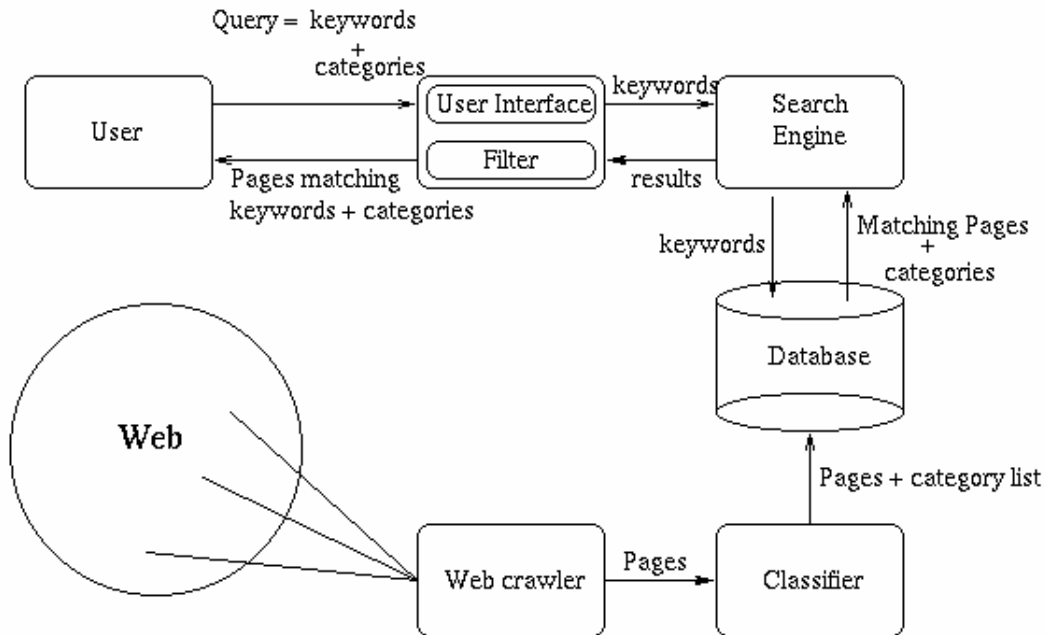 Query = keywords
+
categories
User
User Interface
Filter
keywords
Search
Engine
Pages matching
keywords + categories
results
keywords
Matching Pages
+
categories
Database
Web
Pages + category list
Web crawler
Pages
Classifier